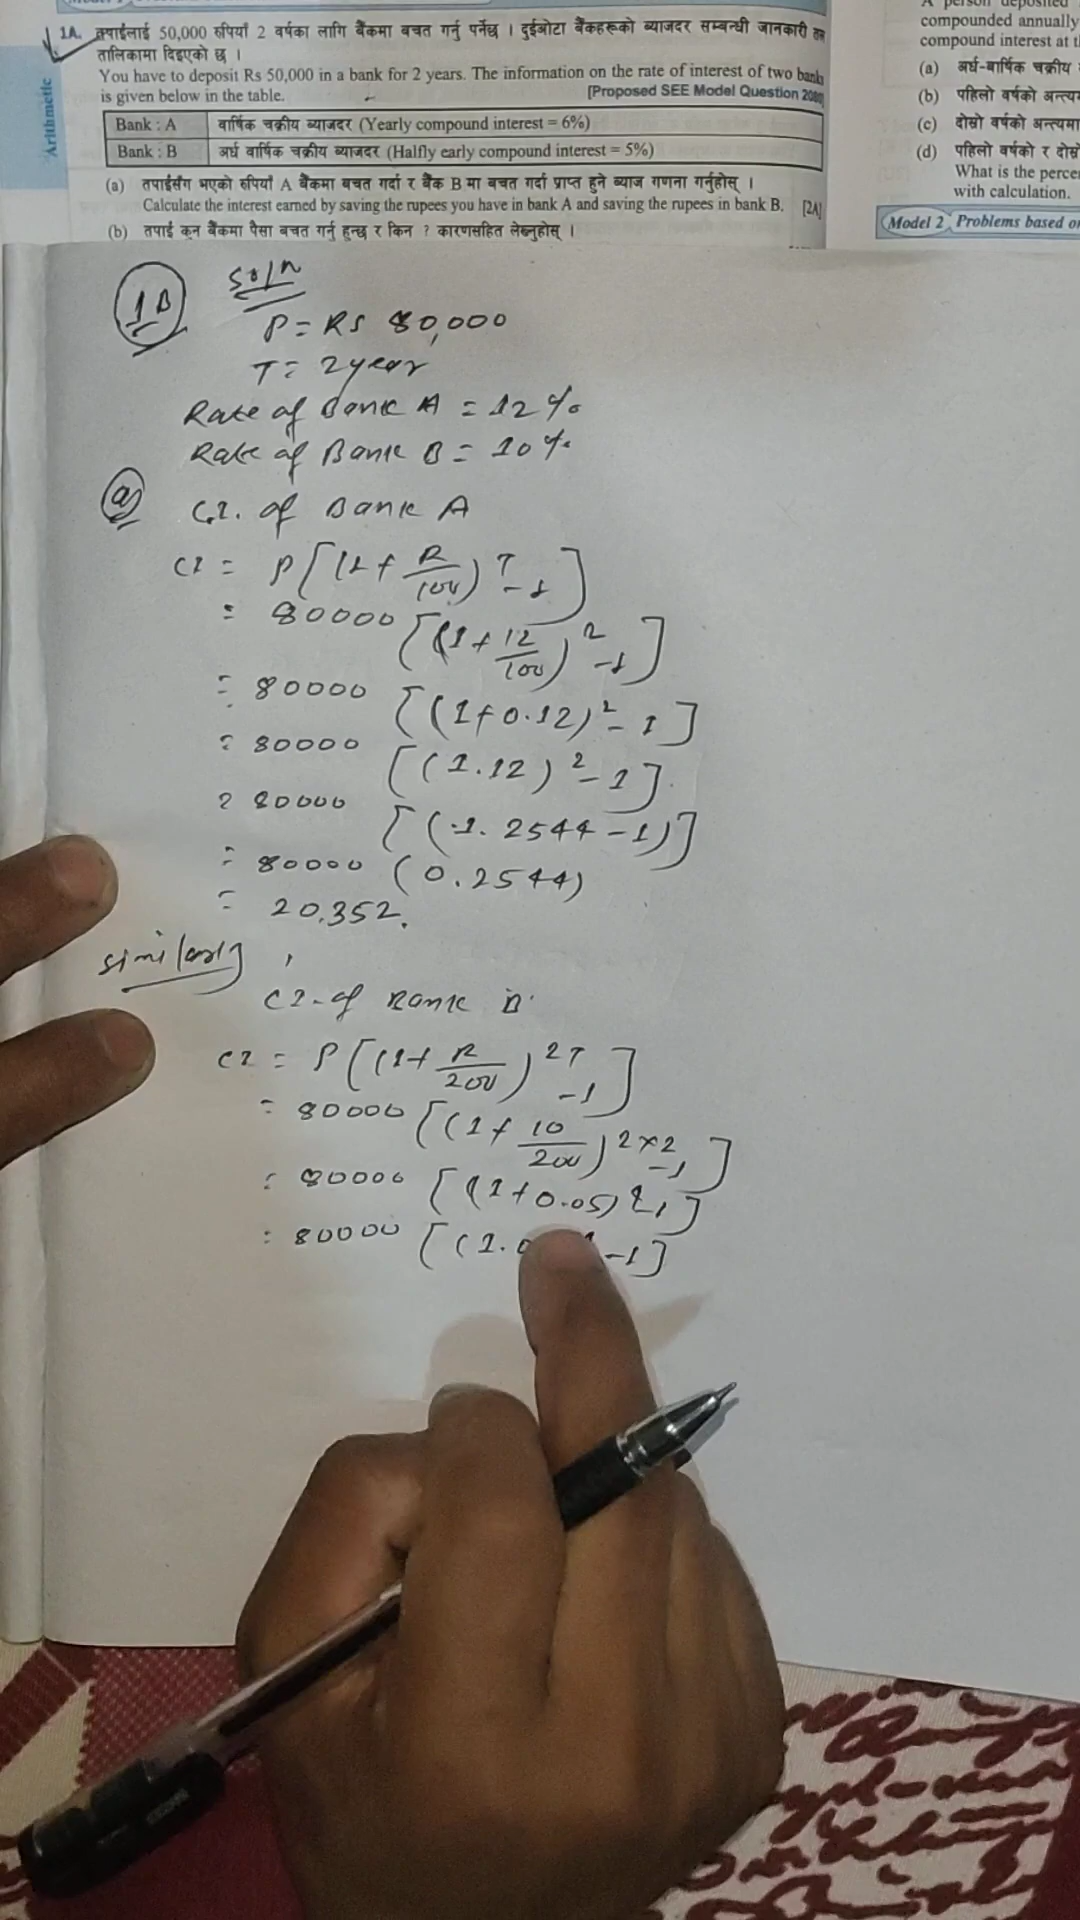 1A. तपाईलाई 50,000 रुपियाँ 2 वर्षका लागि बैंकमा बचत गर्नु पर्नेछ । दुईओटा बैंकहरूको ब्याजदर सम्बन्धी जानकारी तल
तालिकामा दिइएको छ ।
You have to deposit Rs 50,000 in a bank for 2 years. The information on the rate of interest of two banks
is given below in the table. [Proposed SEE Model Question 2080]
Bank : A वार्षिक चक्रीय ब्याजदर (Yearly compound interest = 6%)
Bank : B अर्ध वार्षिक चक्रीय ब्याजदर (Halfly early compound interest = 5%)
(a) तपाईसँग भएको रुपियाँ A बैंकमा बचत गर्दा र बैंक B मा बचत गर्दा प्राप्त हुने ब्याज गणना गर्नुहोस् ।
Calculate the interest earned by saving the rupees you have in bank A and saving the rupees in bank B. [2A]
(b) तपाई कुन बैंकमा पैसा बचत गर्नु हुन्छ र किन ? कारणसहित लेख्नुहोस् ।
Arithmetic
A person deposited
compounded annually
compound interest at
(a) अर्ध-बार्षिक चक्रीय
(b) पहिलो वर्षको
(c) दोस्रो वर्षको
(d) पहिलो वर्षको र
What is the
with calculation.
Model 2 Problems based
1B soln
P = RS 80,000
T = 2 year
Rate of Bank A = 12 %
Rate of Bank B = 10 %
(a) C.I. of Bank A
CI = P[(1+R/100)^T -1]
= 80000 [(1+12/100)^2 -1]
= 80000 [(1+0.12)^2 - 1]
= 80000 [(1.12)^2 - 1]
= 80000 [(1.2544-1)]
= 80000 (0.2544)
= 20,352.
similarly,
CI of Bank B
CI = P[(1+R/200)^2T -1]
= 80000 [(1+10/200)^2×2 -1]
= 80000 [(1+0.05)
= 80000 [(1. -1]